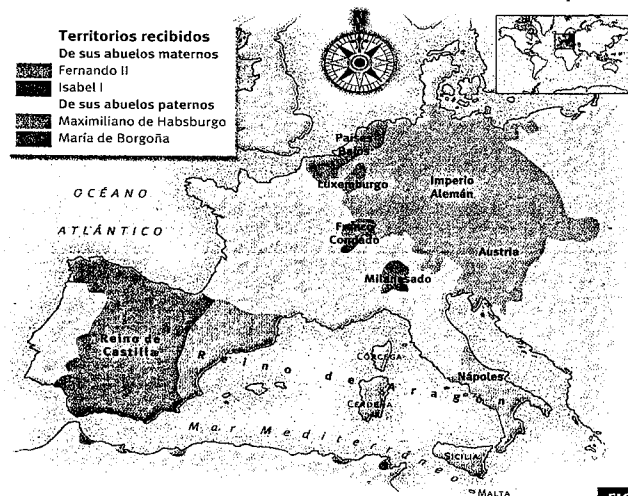 Territorios recibidos
De sus abuelos maternos
Fernando II
Isabel I
De sus abuelos paternos
Maximiliano de Habsburgo
María de Borgoña
N
OCÉANO
ATLÁNTICO
Países
Bajos
Luxemburgo
Imperio
Alemán
Franco
Condado
Austria
Milanesado
Reino de
Castilla
Reino de Aragón
CÓRCEGA
CERDEÑA
Nápoles
Mar Mediterráneo
SICILIA
MALTA